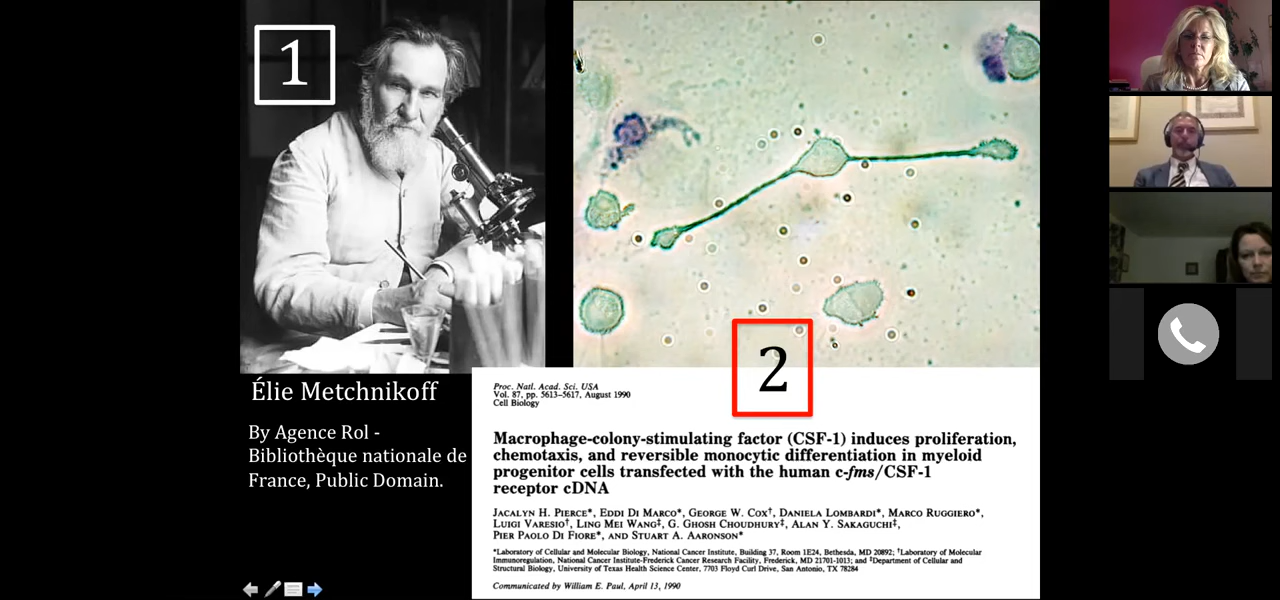 1
Élie Metchnikoff
By Agence Rol -
Bibliothèque nationale de
France, Public Domain.
2
Proc. Natl. Acad. Sci. USA
Vol. 87, pp. 5613–5617, August 1990
Cell Biology
Macrophage-colony-stimulating factor (CSF-1) induces proliferation,
chemotaxis, and reversible monocytic differentiation in myeloid
progenitor cells transfected with the human c-fms/CSF-1
receptor cDNA
JACALYN H. PIERCE*, EDDI DI MARCO*, GEORGE W. COX†, DANIELA LOMBARDI*, MARCO RUGGIERO*,
LUIGI VARESIO†, LING MEI WANG‡, G. GHOSH CHOUDHURY‡, ALAN Y. SAKAGUCHI‡,
PIER PAOLO DI FIORE*, AND STUART A. AARONSON*
*Laboratory of Cellular and Molecular Biology, National Cancer Institute, Building 37, Room 1E24, Bethesda, MD 20892; †Laboratory of Molecular
Immunoregulation, National Cancer Institute-Frederick Cancer Research Facility, Frederick, MD 21701-1013; and ‡Department of Cellular and
Structural Biology, University of Texas Health Science Center, 7703 Floyd Curl Drive, San Antonio, TX 78284
Communicated by William E. Paul, April 13, 1990